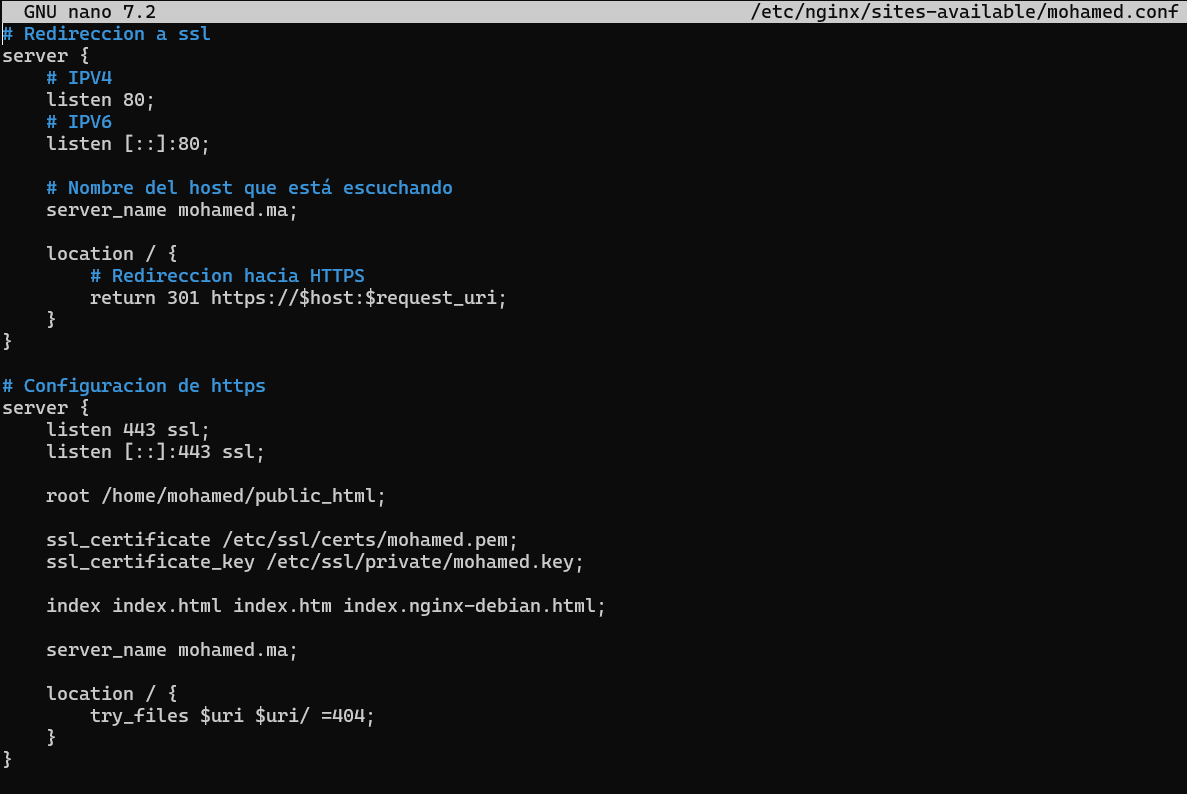 GNU nano 7.2 /etc/nginx/sites-available/mohamed.conf
# Redireccion a ssl
server {
    # IPV4
    listen 80;
    # IPV6
    listen [::]:80;

    # Nombre del host que está escuchando
    server_name mohamed.ma;

    location / {
        # Redireccion hacia HTTPS
        return 301 https://$host:$request_uri;
    }
}

# Configuracion de https
server {
    listen 443 ssl;
    listen [::]:443 ssl;

    root /home/mohamed/public_html;

    ssl_certificate /etc/ssl/certs/mohamed.pem;
    ssl_certificate_key /etc/ssl/private/mohamed.key;

    index index.html index.htm index.nginx-debian.html;

    server_name mohamed.ma;

    location / {
        try_files $uri $uri/ =404;
    }
}